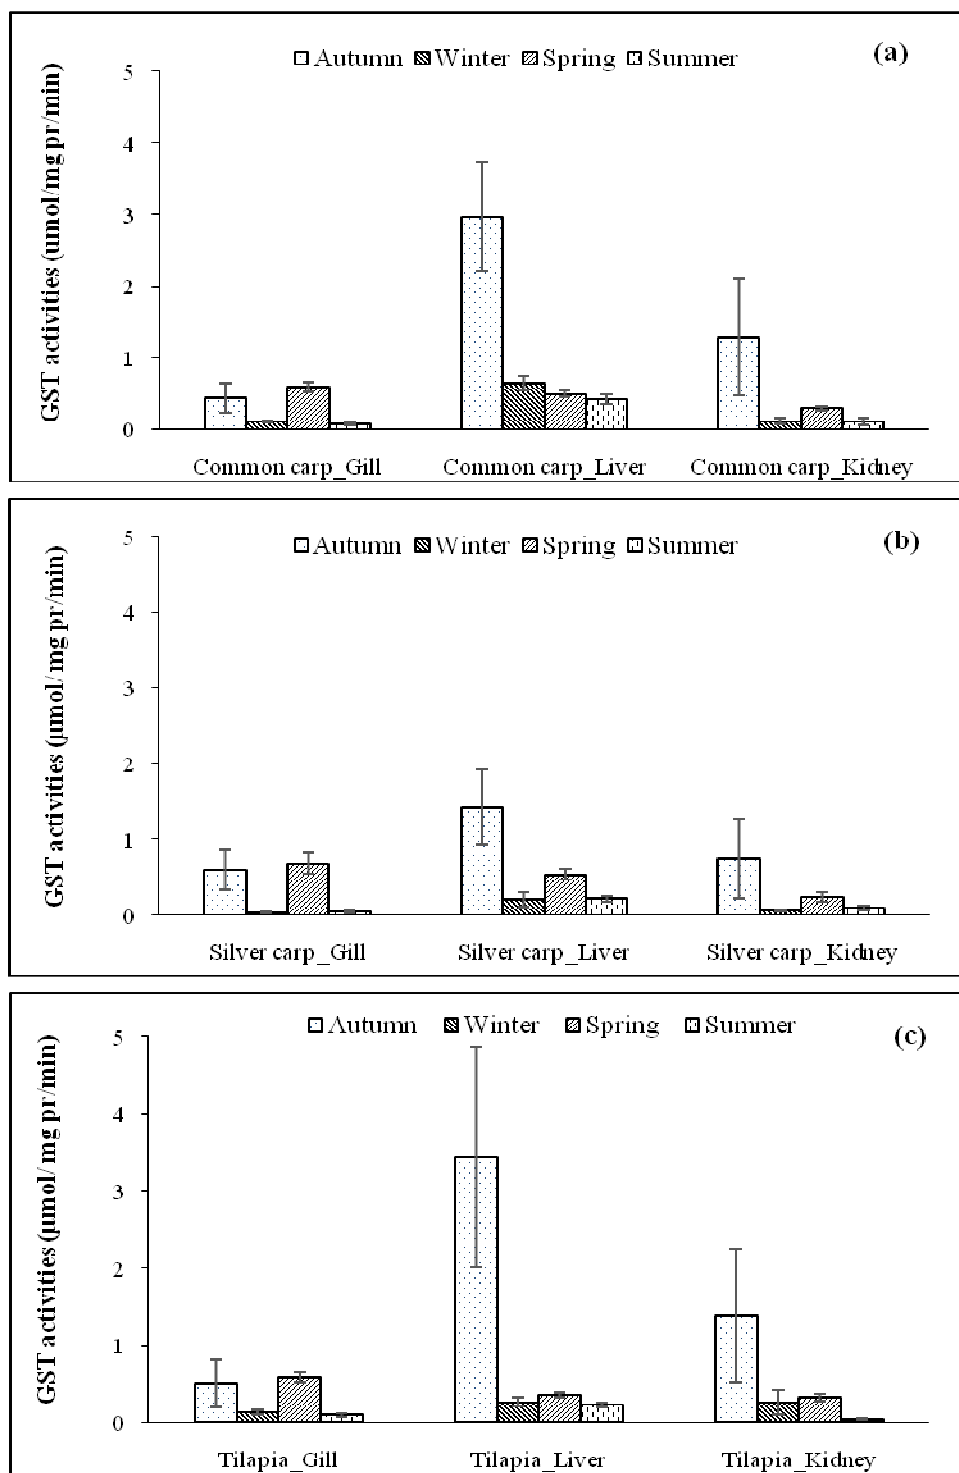 (a)
Autumn Winter Spring Summer
GST activities (umol/mg pr/min)
5
4
3
2
1
0
Common carp_Gill Common carp_Liver Common carp_Kidney
(b)
Autumn Winter Spring Summer
GST activities (µmol/mg pr/min)
5
4
3
2
1
0
Silver carp_Gill Silver carp_Liver Silver carp_Kidney
(c)
Autumn Winter Spring Summer
GST activities (µmol/mg pr/min)
5
4
3
2
1
0
Tilapia_Gill Tilapia_Liver Tilapia_Kidney